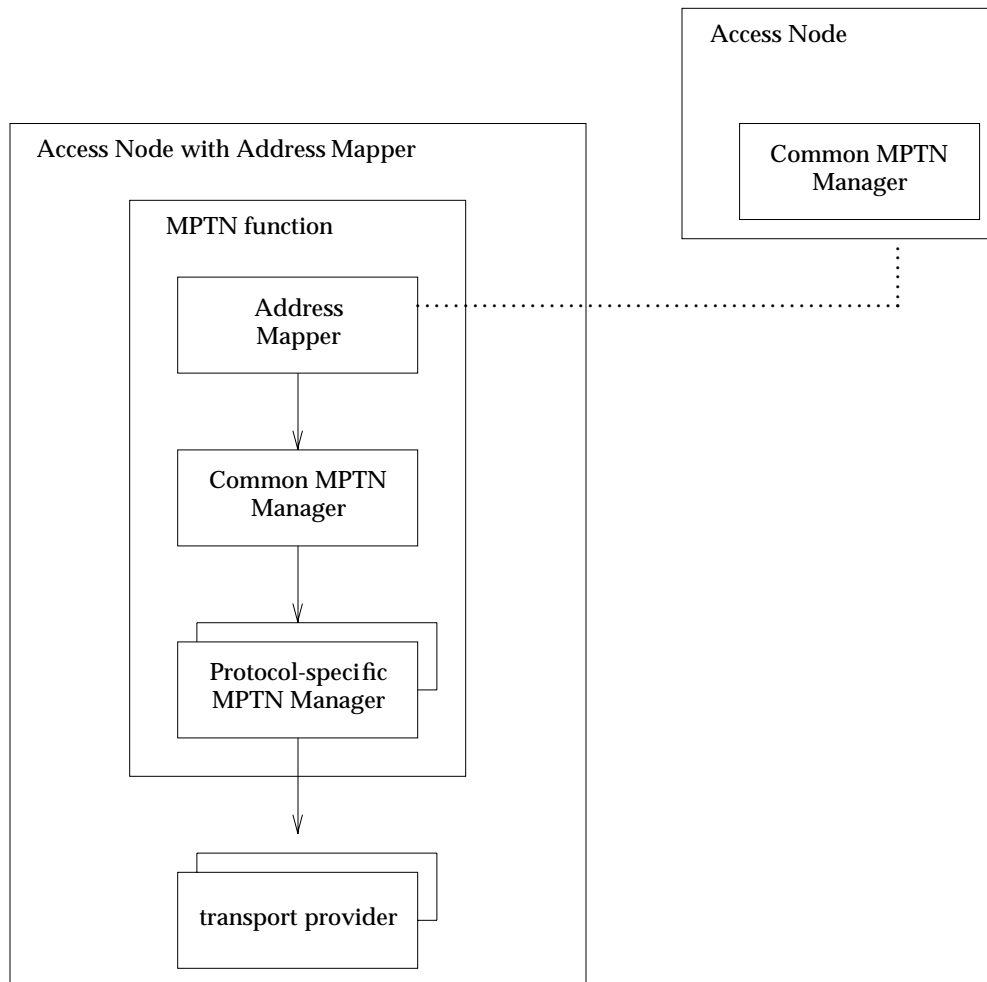 Access Node
Common MPTN
Manager
Access Node with Address Mapper
MPTN function
Address
Mapper
Common MPTN
Manager
Protocol-specific
MPTN Manager
transport provider